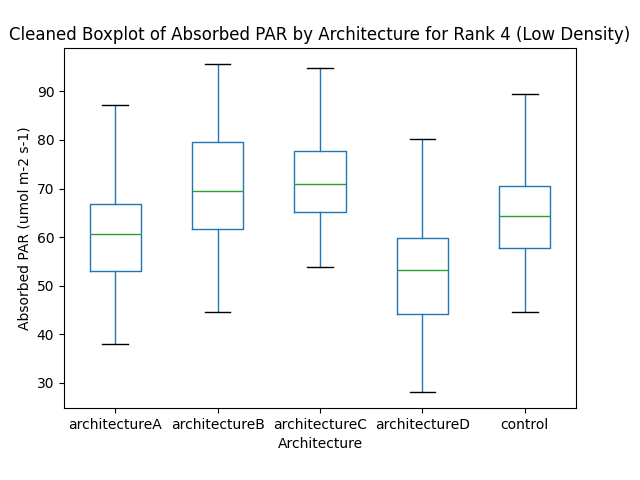 Cleaned Boxplot of Absorbed PAR by Architecture for Rank 4 (Low Density)
Absorbed PAR (umol m-2 s-1)
90
80
70
60
50
40
30
architectureA architectureB architectureC architectureD control
Architecture